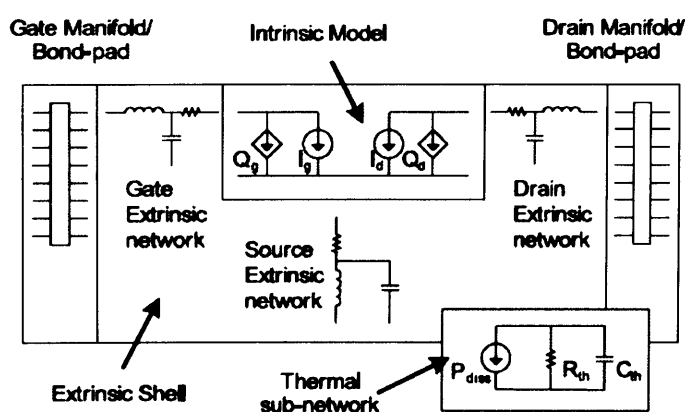 Gate Manifold/
Bond-pad
Intrinsic Model
Drain Manifold/
Bond-pad
Qg
Ig
Id
Qd
Gate
Extrinsic
network
Source
Extrinsic
network
Drain
Extrinsic
network
Extrinsic Shell
Thermal
sub-network
Pdiss
Rth
Cth